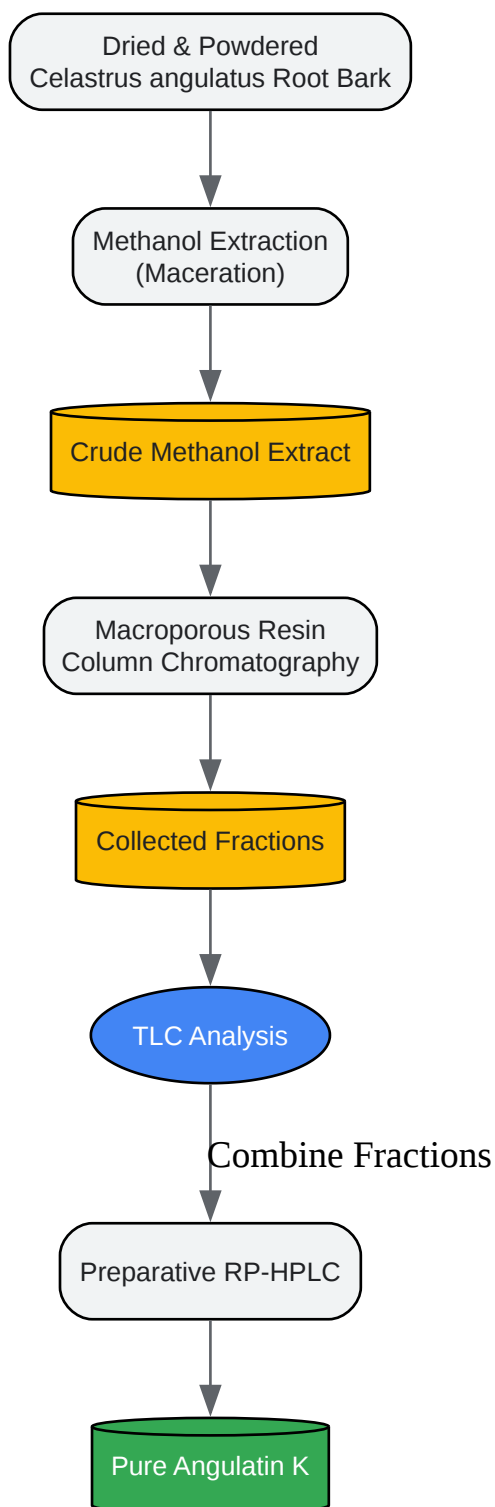 Dried & Powdered
Celastrus angulatus Root Bark
Methanol Extraction
(Maceration)
Crude Methanol Extract
Macroporous Resin
Column Chromatography
Collected Fractions
TLC Analysis
Combine Fractions
Preparative RP-HPLC
Pure Angulatin K